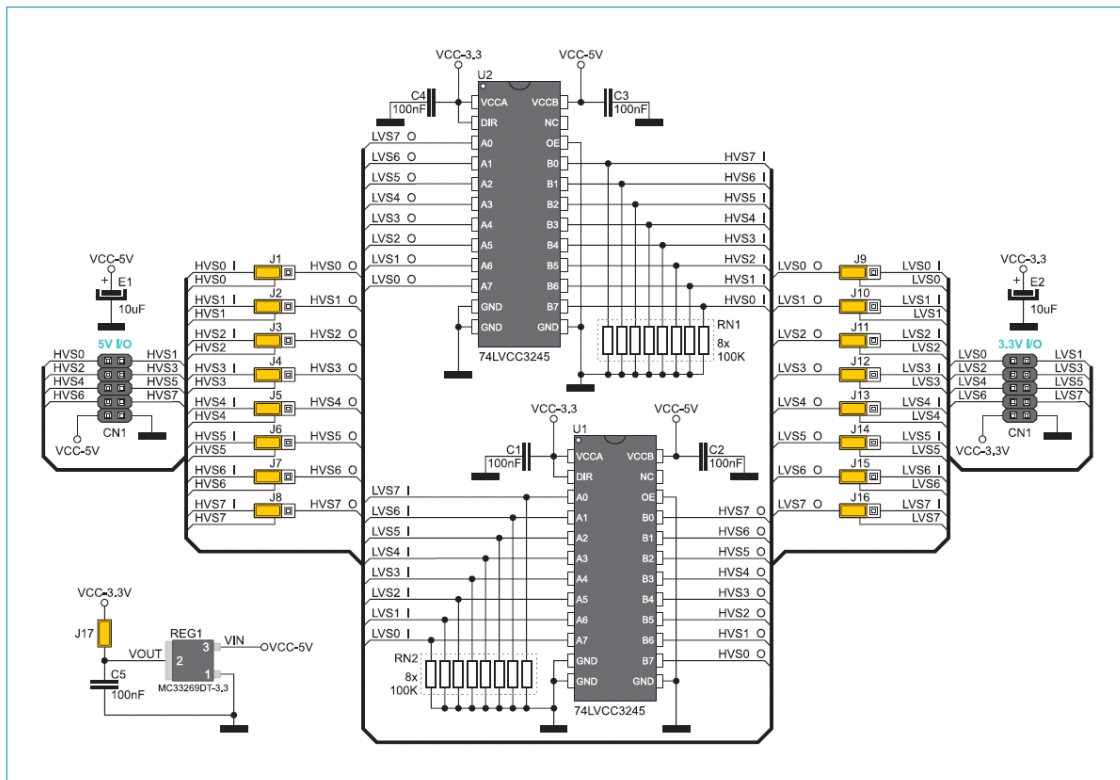 VCC-3.3
VCC-5V
U2
C4
100nF
C3
100nF
VCCA
VCCB
DIR
NC
LVS7 O
A0
OE
LVS6 O
A1
B0
HVS7 I
LVS5 O
A2
B1
HVS6 I
LVS4 O
A3
B2
HVS5 I
LVS3 O
A4
B3
HVS4 I
LVS2 O
A5
B4
HVS3 I
LVS1 O
A6
B5
HVS2 I
LVS0 O
A7
B6
HVS1 I
GND
B7
HVS0 I
GND
GND
74LVCC3245
RN1
8x
100K
VCC-5V
+
E1
10uF
5V I/O
HVS0
HVS1
HVS2
HVS3
HVS4
HVS5
HVS6
HVS7
CN1
VCC-5V
HVS0 I
HVS0
J1
HVS0 O
HVS1 I
HVS1
J2
HVS1 O
HVS2 I
HVS2
J3
HVS2 O
HVS3 I
HVS3
J4
HVS3 O
HVS4 I
HVS4
J5
HVS4 O
HVS5 I
HVS5
J6
HVS5 O
HVS6 I
HVS6
J7
HVS6 O
HVS7 I
HVS7
J8
HVS7 O
LVS0 O
J9
LVS0 I
LVS0
LVS1 O
J10
LVS1 I
LVS1
LVS2 O
J11
LVS2 I
LVS2
LVS3 O
J12
LVS3 I
LVS3
LVS4 O
J13
LVS4 I
LVS4
LVS5 O
J14
LVS5 I
LVS5
LVS6 O
J15
LVS6 I
LVS6
LVS7 O
J16
LVS7 I
LVS7
VCC-3.3
+
E2
10uF
3.3V I/O
LVS0
LVS1
LVS2
LVS3
LVS4
LVS5
LVS6
LVS7
CN1
VCC-3.3V
VCC-3.3
VCC-5V
U1
C1
100nF
C2
100nF
VCCA
VCCB
DIR
NC
LVS7 I
A0
OE
LVS6 I
A1
B0
HVS7 O
LVS5 I
A2
B1
HVS6 O
LVS4 I
A3
B2
HVS5 O
LVS3 I
A4
B3
HVS4 O
LVS2 I
A5
B4
HVS3 O
LVS1 I
A6
B5
HVS2 O
LVS0 I
A7
B6
HVS1 O
GND
B7
HVS0 O
GND
GND
74LVCC3245
RN2
8x
100K
VCC-3.3V
J17
VOUT
REG1
3
2
1
VIN
VCC-5V
MC33269DT-3.3
C5
100nF